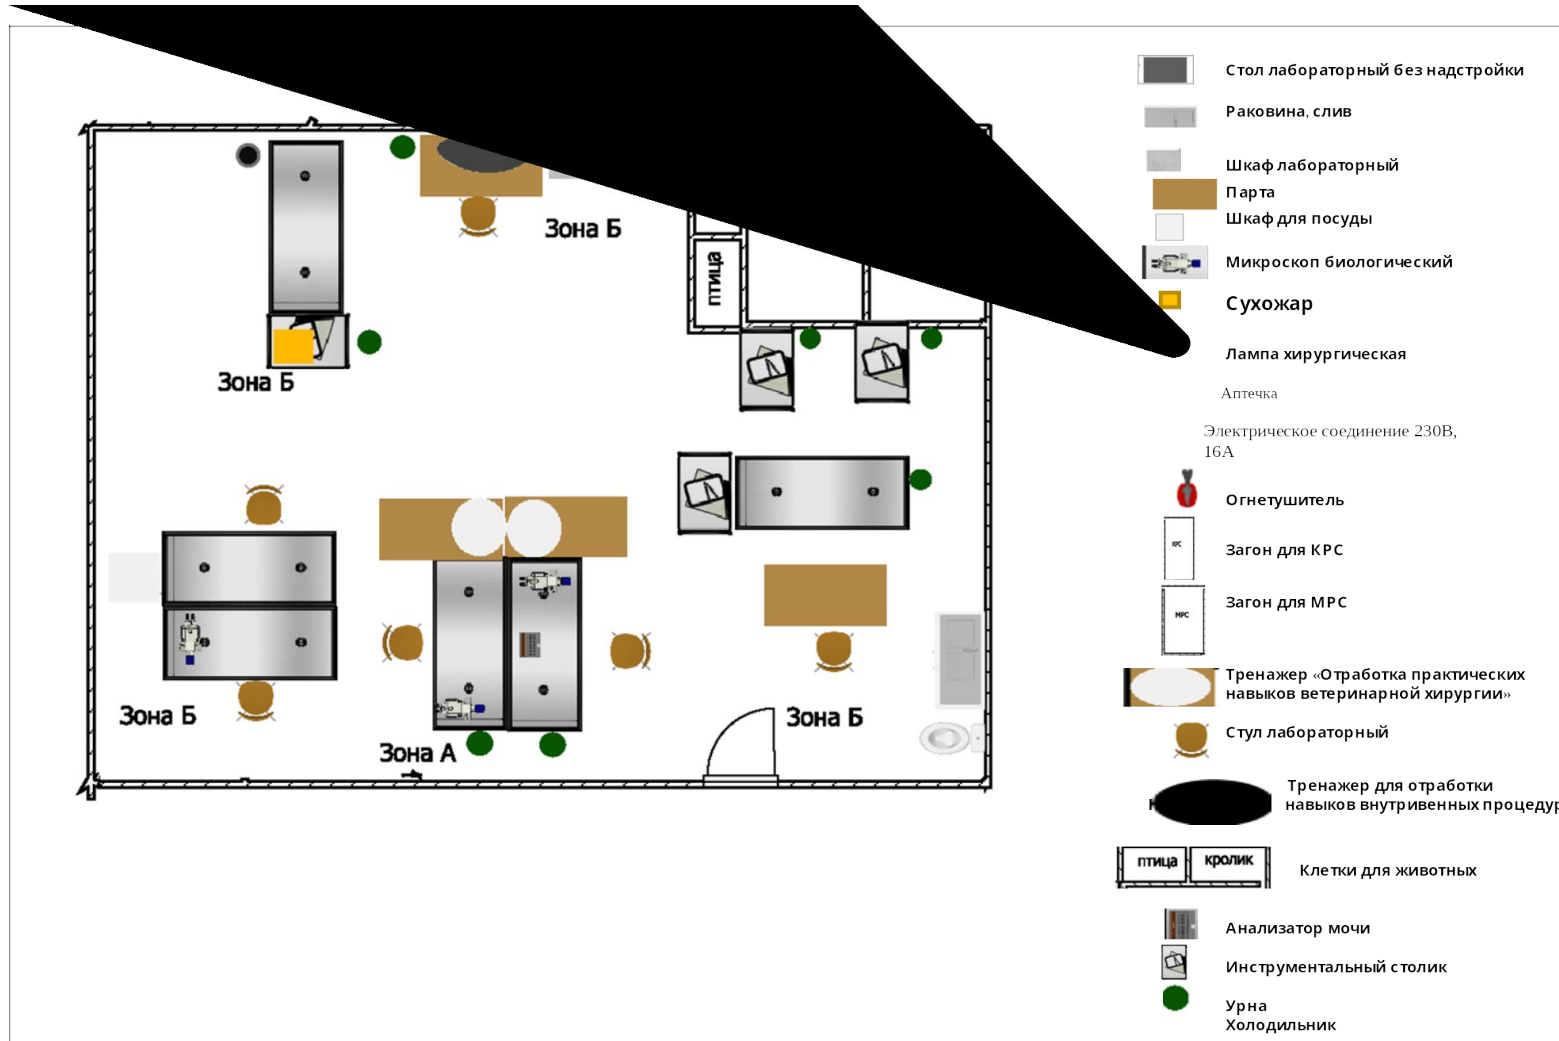 Стол лабораторный без надстройки
Раковина, слив
Шкаф лабораторный
Парта
Шкаф для посуды
Микроскоп биологический
Сухожар
Лампа хирургическая
Аптечка
Электрическое соединение 230В,
16А
Огнетушитель
КРС
Загон для КРС
МРС
Загон для МРС
Тренажер «Отработка практических
навыков ветеринарной хирургии»
Стул лабораторный
Тренажер для отработки
навыков внутривенных процедур
птица
кролик
Клетки для животных
Анализатор мочи
Инструментальный столик
Урна
Холодильник
Зона Б
птица
Зона Б
Зона Б
Зона А
Зона Б